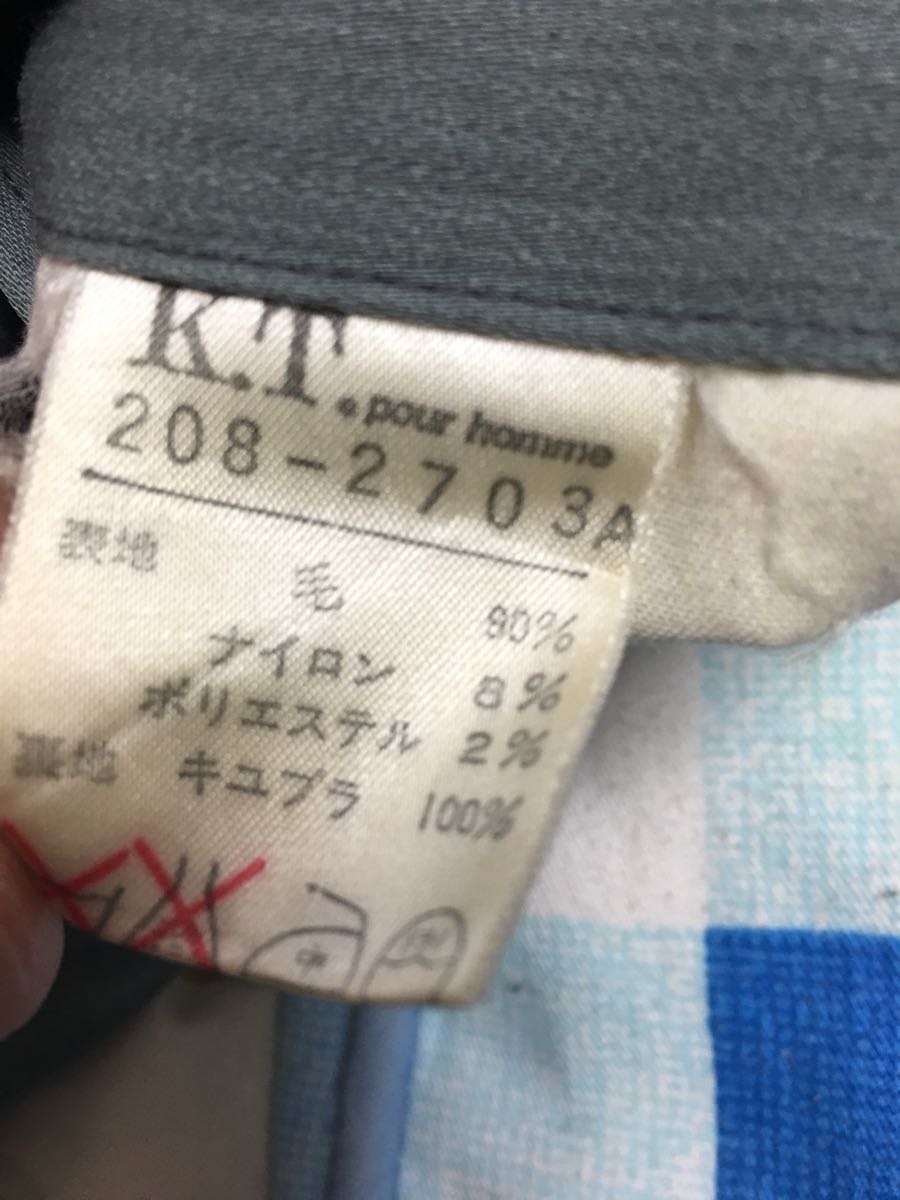 K.T.pour homme
208-2703A
表地
毛 90%
ナイロン 8%
ポリエステル 2%
裏地 キュプラ 100%
中